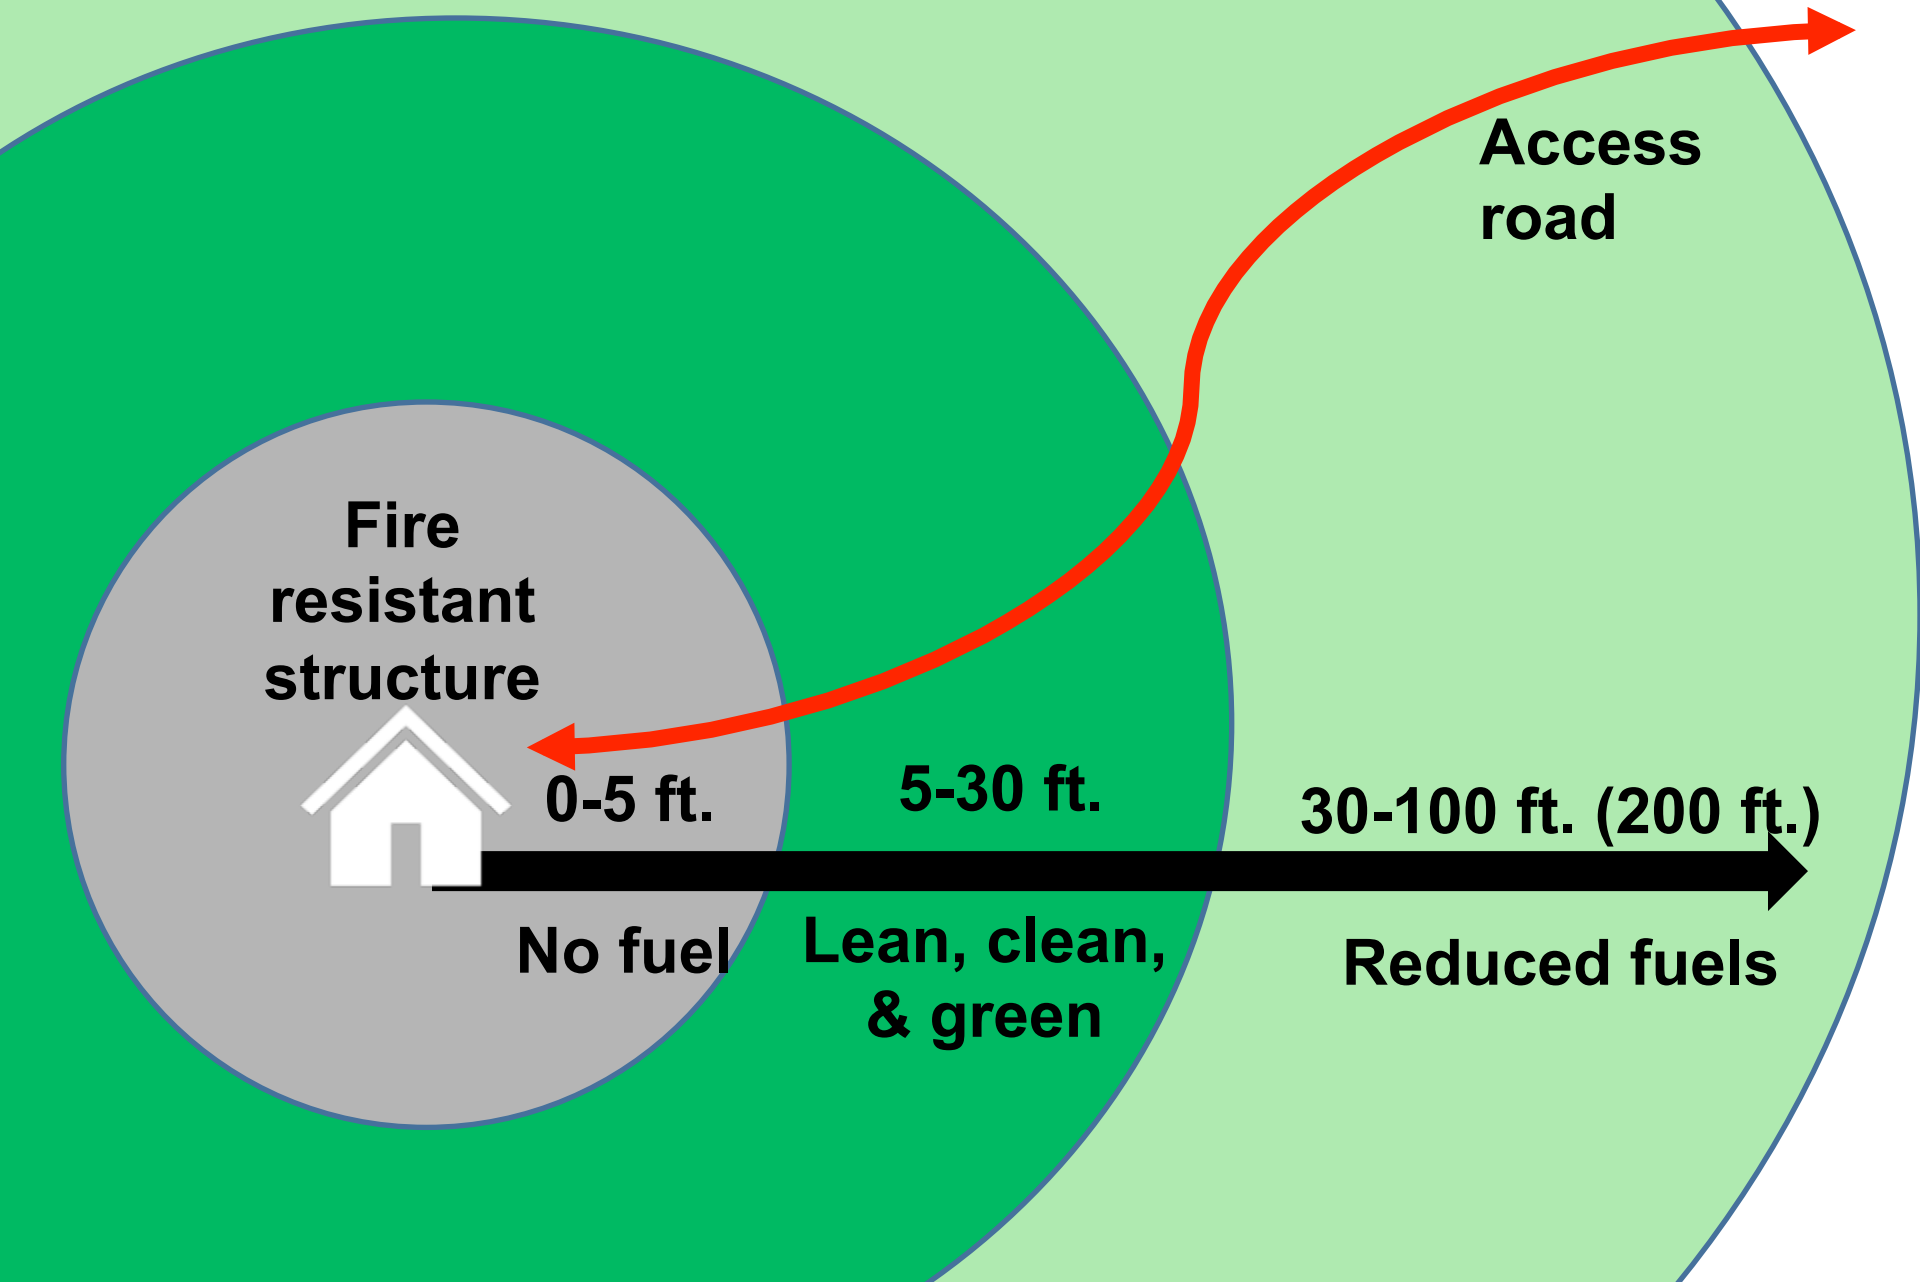 Access
road
Fire
resistant
structure
0-5 ft.
5-30 ft.
30-100 ft. (200 ft.)
No fuel
Lean, clean,
& green
Reduced fuels